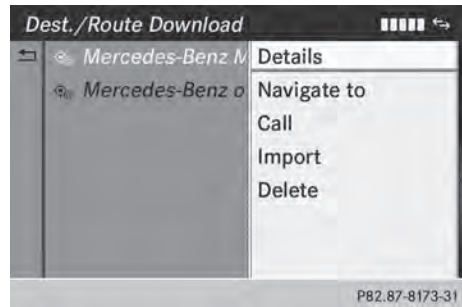 Dest./Route Download
Mercedes-Benz M
Details
Mercedes-Benz o
Navigate to
Call
Import
Delete
P82.87-8173-31